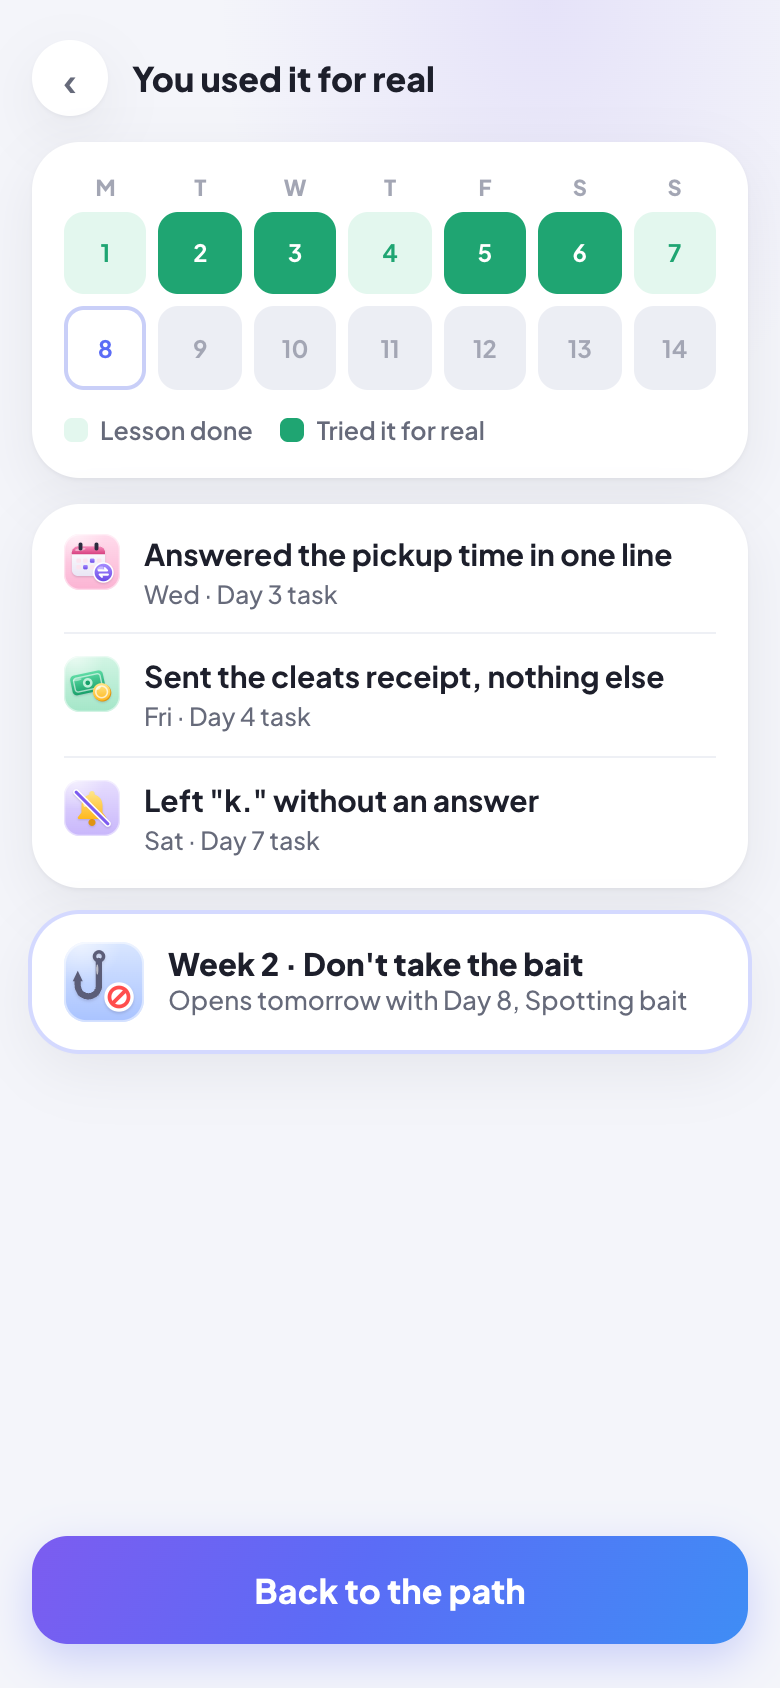 ‹ You used it for real
M T W T F S S
1 2 3 4 5 6 7
8 9 10 11 12 13 14
Lesson done Tried it for real
Answered the pickup time in one line
Wed · Day 3 task
Sent the cleats receipt, nothing else
Fri · Day 4 task
Left "k." without an answer
Sat · Day 7 task
Week 2 · Don't take the bait
Opens tomorrow with Day 8, Spotting bait
Back to the path